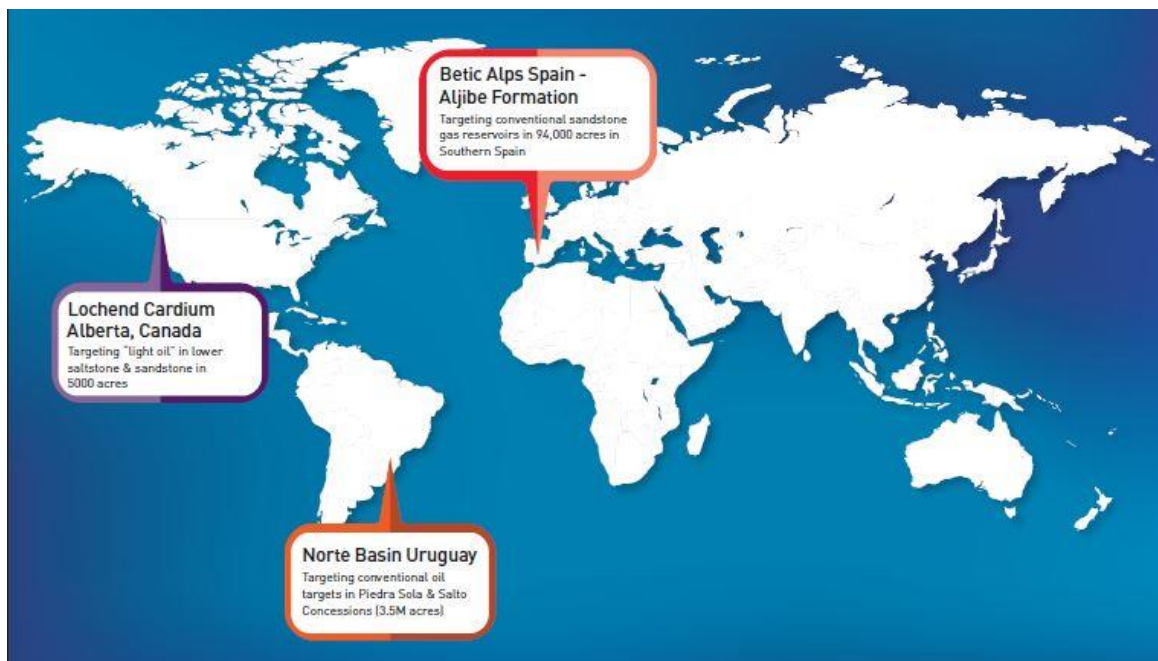 Betic Alps Spain -
Aljibe Formation
Targeting conventional sandstone
gas reservoirs in 94,000 acres in
Southern Spain
Lochend Cardium
Alberta, Canada
Targeting "light oil" in lower
saltstone & sandstone in
5000 acres
Norte Basin Uruguay
Targeting conventional oil
targets in Piedra Sola & Salto
Concessions (3.5M acres)